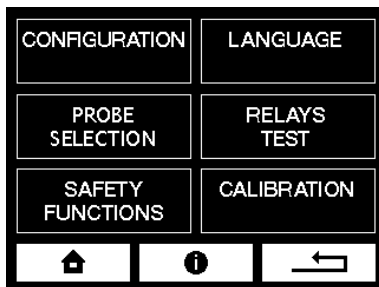 CONFIGURATION
LANGUAGE
PROBE
SELECTION
RELAYS
TEST
SAFETY
FUNCTIONS
CALIBRATION